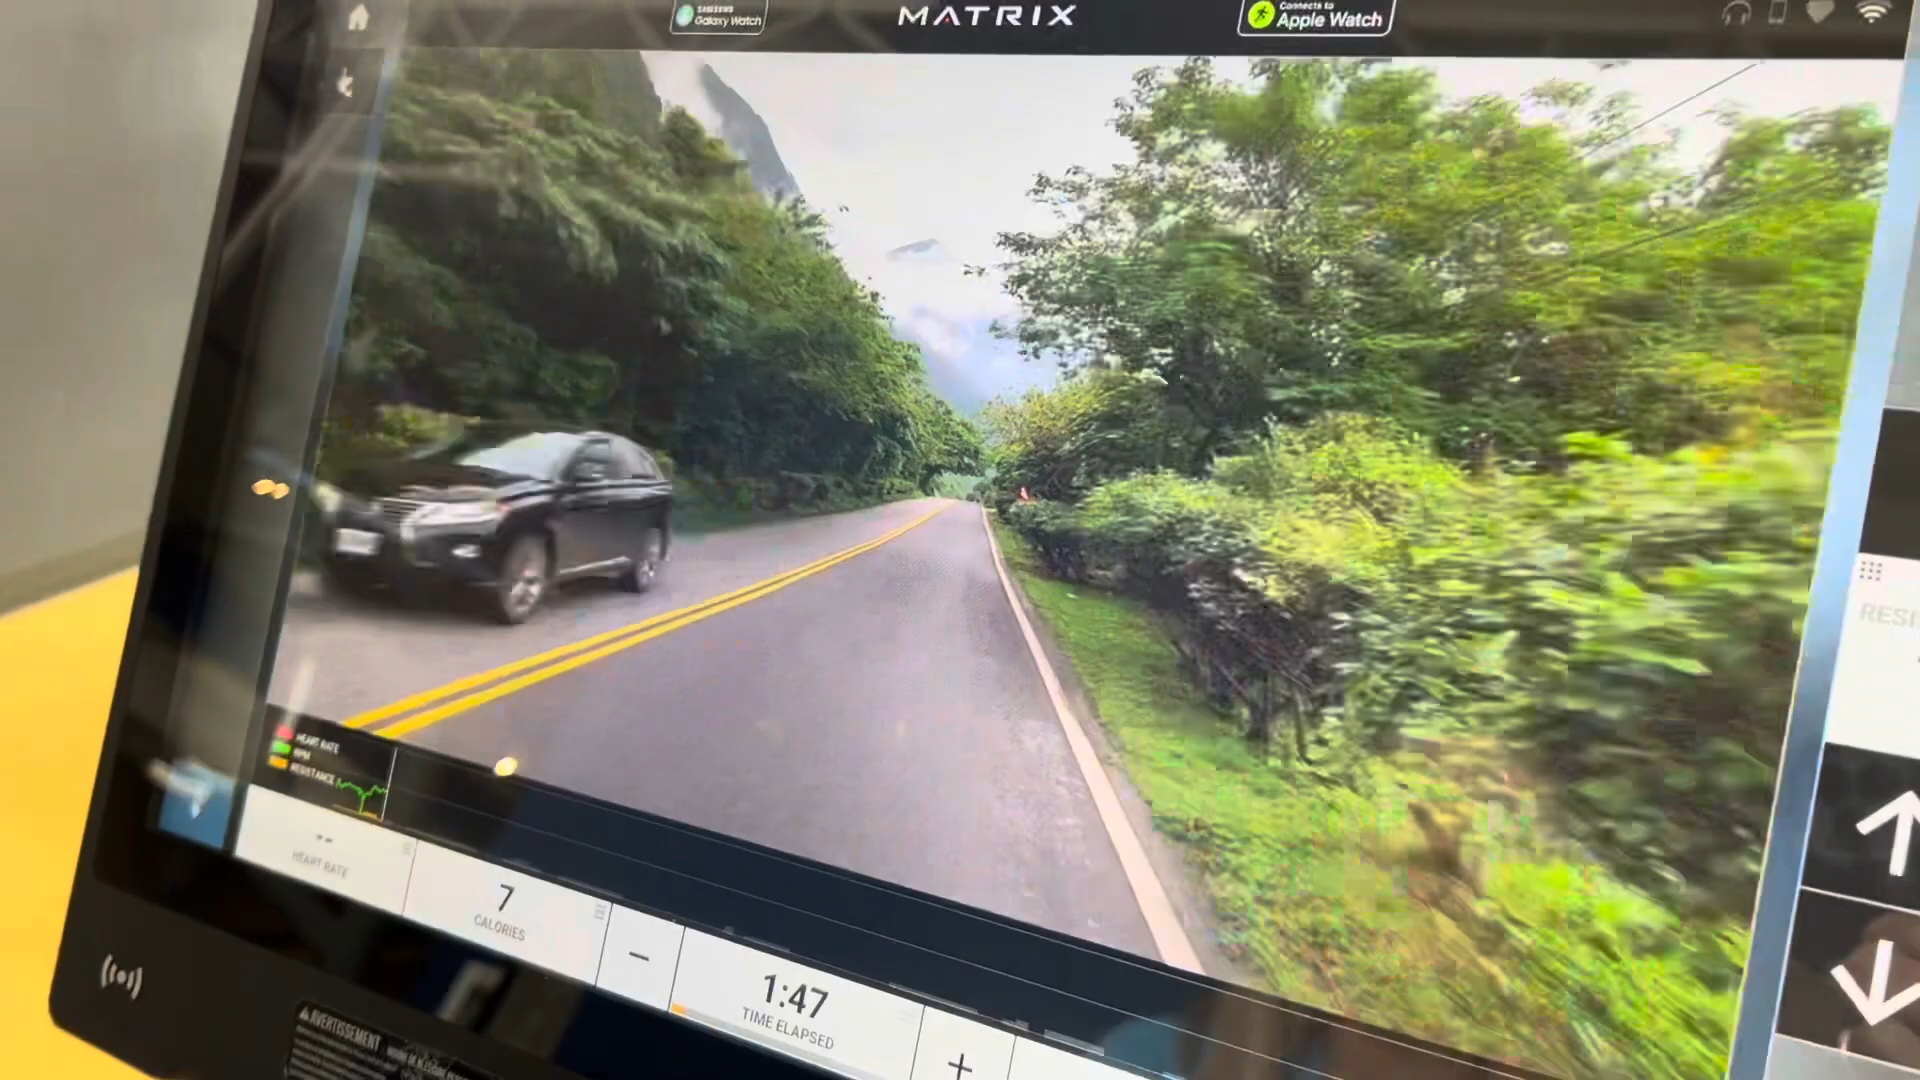 SAMSUNG
Galaxy Watch
MATRIX
Connects to
Apple Watch
HEART RATE
RPM
RESISTANCE
--
HEART RATE
7
CALORIES
−
1:47
TIME ELAPSED
+
RESI
AVERTISSEMENT